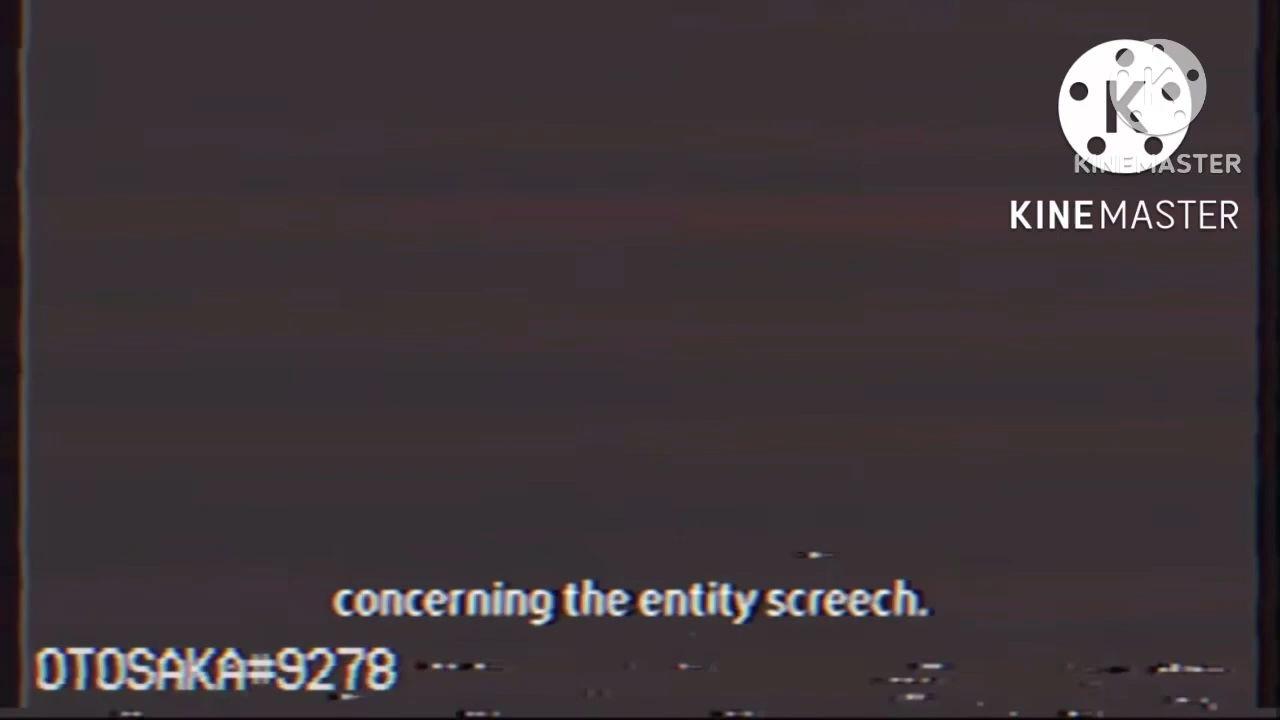 K
KINEMASTER
KINEMASTER
concerning the entity screech.
OTOSAKA#9278